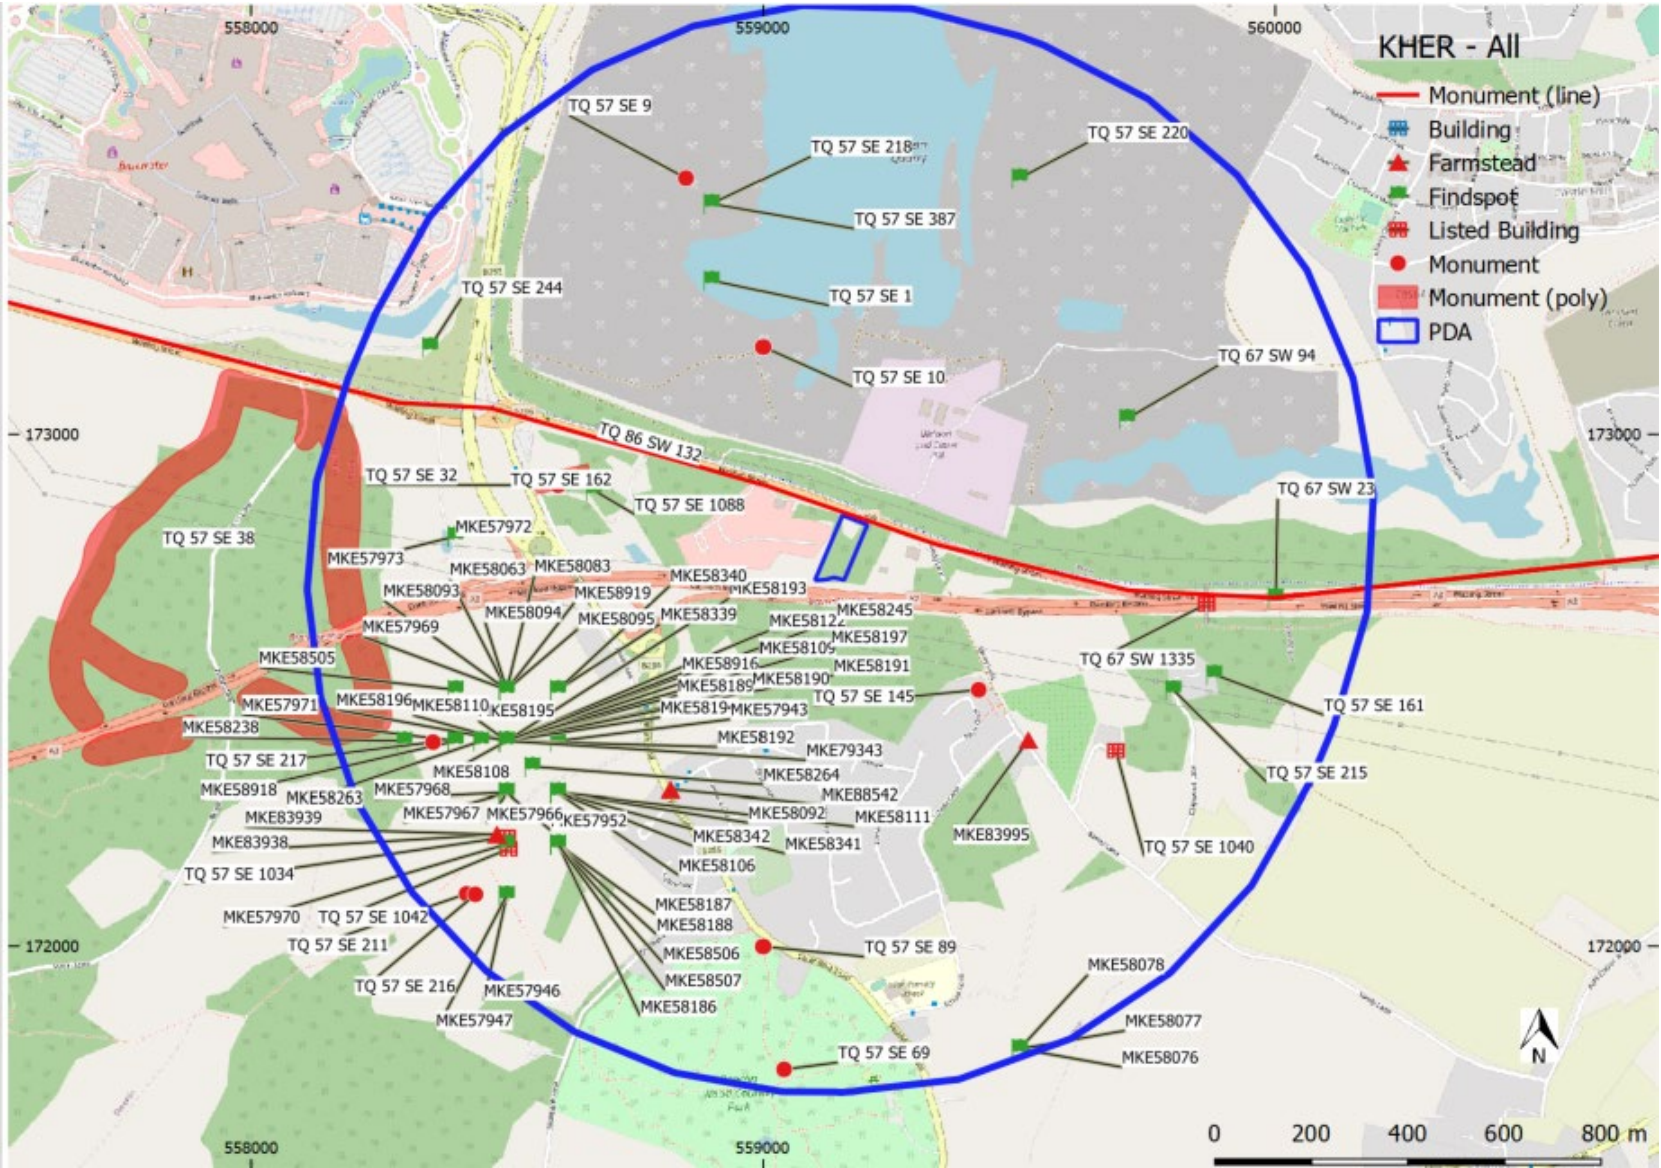 558000
559000
560000
KHER - All
Monument (line)
Building
Farmstead
Findspot
Listed Building
Monument
Monument (poly)
PDA
TQ 57 SE 9
TQ 57 SE 218
TQ 57 SE 220
TQ 57 SE 387
TQ 57 SE 244
TQ 57 SE 1
TQ 67 SW 94
TQ 57 SE 10
173000
TQ 86 SW 132
173000
TQ 57 SE 32
TQ 57 SE 162
TQ 67 SW 23
TQ 57 SE 1088
TQ 57 SE 38
MKE57972
MKE57973
MKE58063
MKE58083
MKE58340
MKE58093
MKE58919
MKE58193
MKE58094
MKE58095
MKE58339
MKE58245
MKE57969
MKE58122
MKE58197
MKE58109
MKE58505
MKE58916
MKE58191
TQ 67 SW 1335
MKE58190
MKE58189
TQ 57 SE 145
MKE57971
MKE58196
MKE58110
MKE58195
MKE5819
MKE57943
TQ 57 SE 161
MKE58238
MKE58192
MKE79343
TQ 57 SE 217
MKE58108
MKE58264
TQ 57 SE 215
MKE58918
MKE58263
MKE57968
MKE88542
MKE83939
MKE57967
MKE57966
MKE57952
MKE58092
MKE58111
MKE83938
MKE58342
MKE58341
MKE83995
TQ 57 SE 1040
TQ 57 SE 1034
MKE58106
MKE57970
TQ 57 SE 1042
MKE58187
MKE58188
TQ 57 SE 211
172000
MKE58506
TQ 57 SE 89
172000
TQ 57 SE 216
MKE57946
MKE58507
MKE58078
MKE57947
MKE58186
MKE58077
TQ 57 SE 69
MKE58076
N
558000
559000
0 200 400 600 800 m